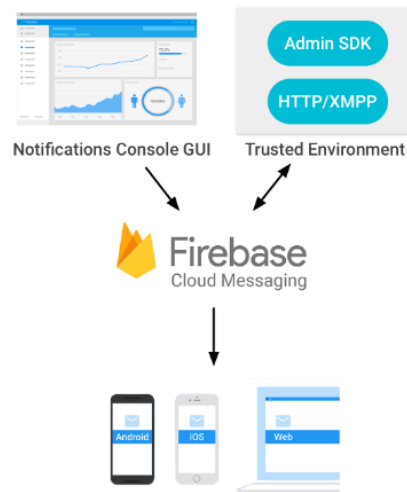 Admin SDK
HTTP/XMPP
Notifications Console GUI
Trusted Environment
Firebase
Cloud Messaging
Android
iOS
Web